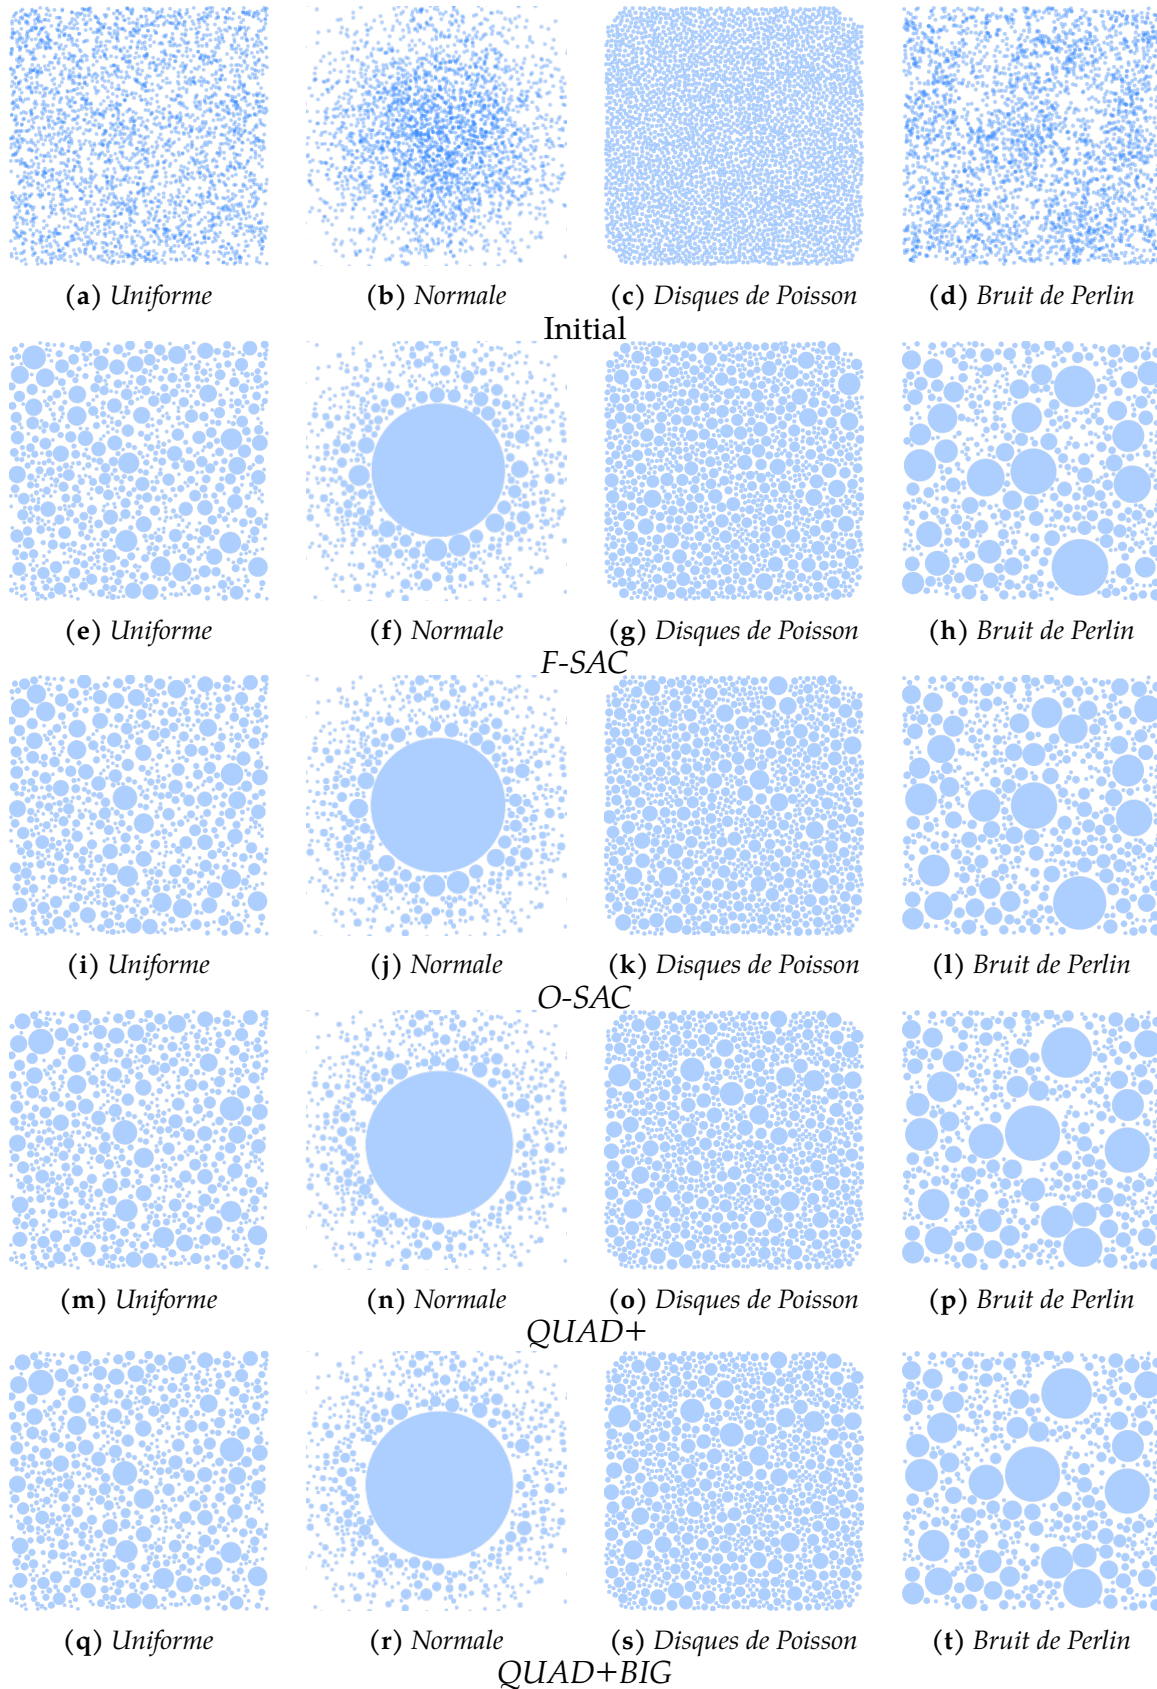 (a) Uniforme (b) Normale (c) Disques de Poisson (d) Bruit de Perlin
Initial
(e) Uniforme (f) Normale (g) Disques de Poisson (h) Bruit de Perlin
F-SAC
(i) Uniforme (j) Normale (k) Disques de Poisson (l) Bruit de Perlin
O-SAC
(m) Uniforme (n) Normale (o) Disques de Poisson (p) Bruit de Perlin
QUAD+
(q) Uniforme (r) Normale (s) Disques de Poisson (t) Bruit de Perlin
QUAD+BIG